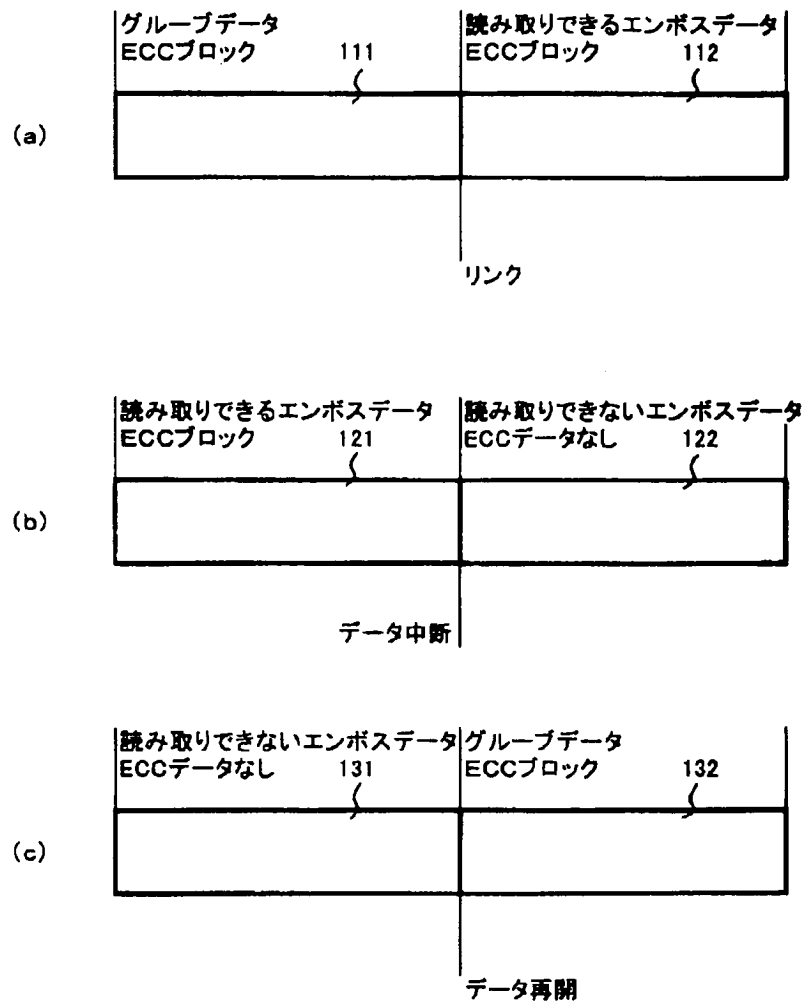 グルーブデータ
ECCブロック 111
読み取りできるエンボスデータ
ECCブロック 112
(a)
リンク
読み取りできるエンボスデータ
ECCブロック 121
読み取りできないエンボスデータ
ECCデータなし 122
(b)
データ中断
読み取りできないエンボスデータ
ECCデータなし 131
グルーブデータ
ECCブロック 132
(c)
データ再開